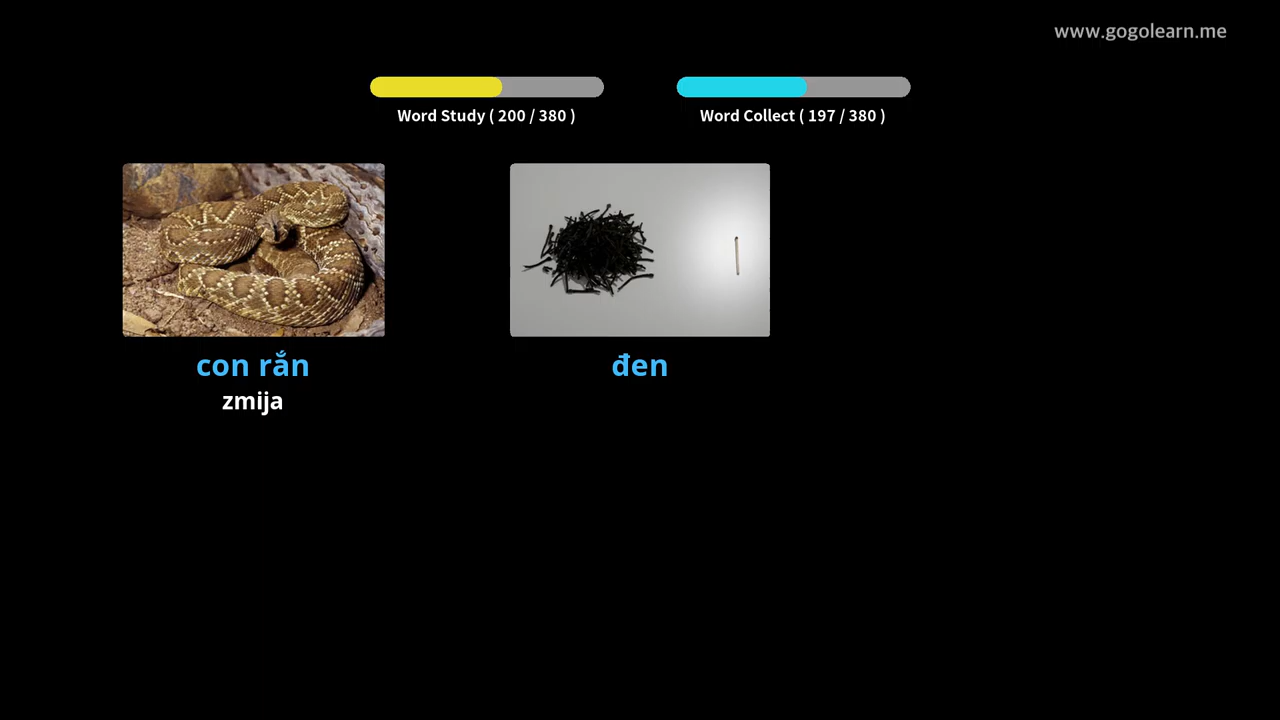 www.gogolearn.me
Word Study ( 200 / 380 )
Word Collect ( 197 / 380 )
con rắn
zmija
đen